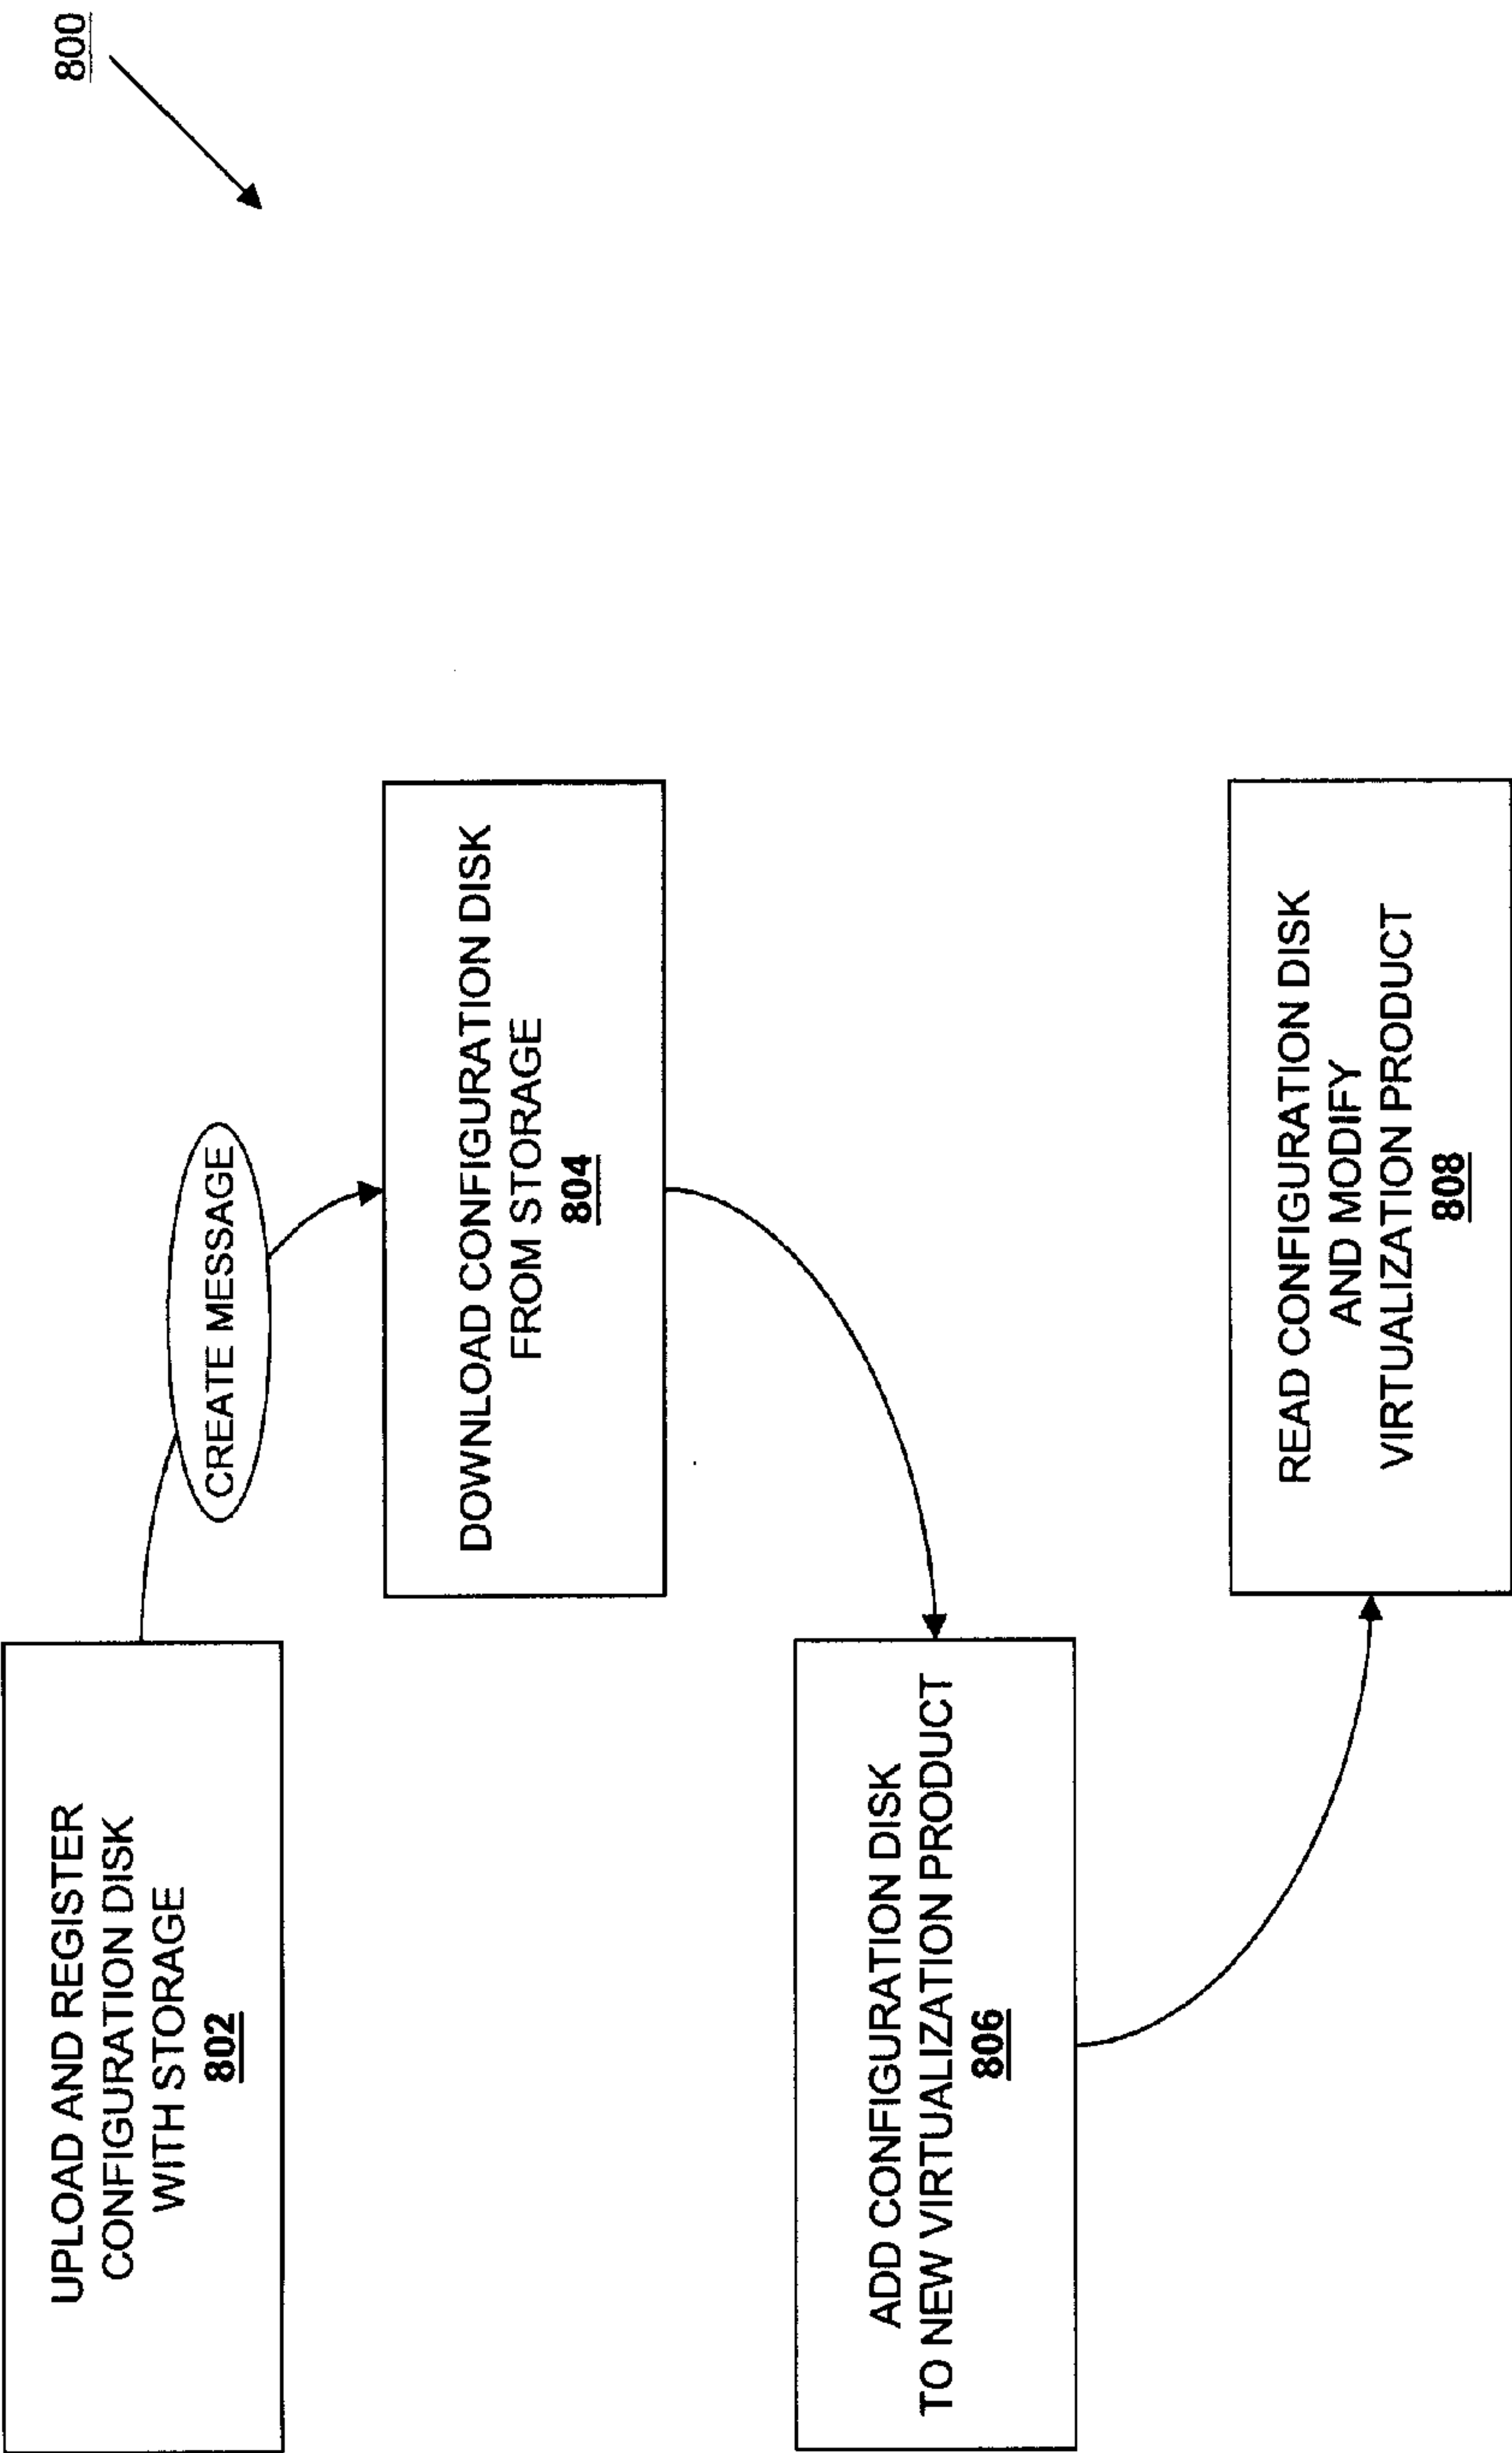 800
UPLOAD AND REGISTER
CONFIGURATION DISK
WITH STORAGE
802
CREATE MESSAGE
DOWNLOAD CONFIGURATION DISK
FROM STORAGE
804
ADD CONFIGURATION DISK
TO NEW VIRTUALIZATION PRODUCT
806
READ CONFIGURATION DISK
AND MODIFY
VIRTUALIZATION PRODUCT
808